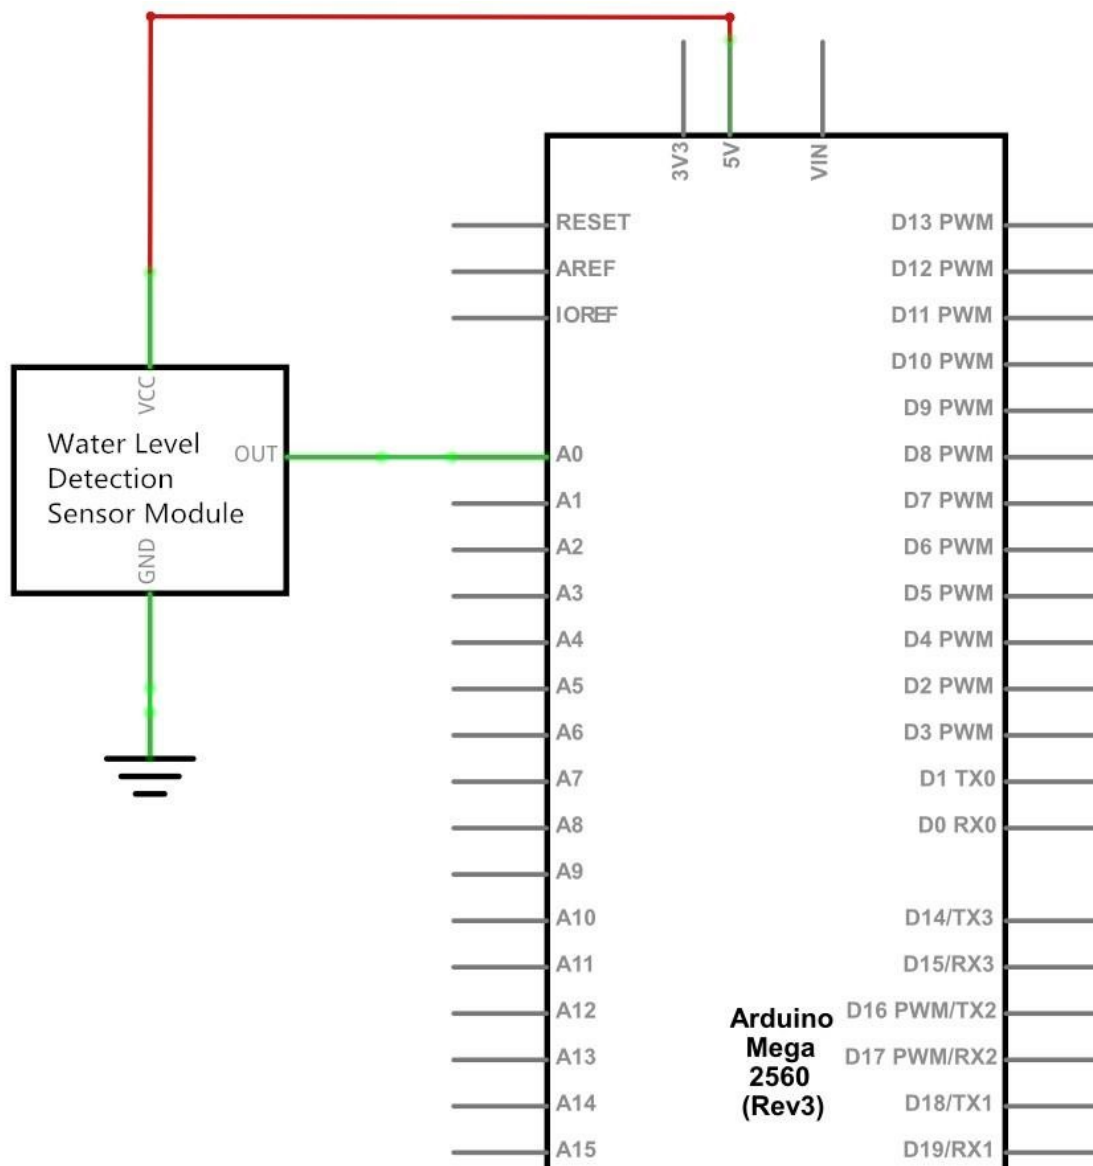 3V3
5V
VIN
RESET
AREF
IOREF
A0
A1
A2
A3
A4
A5
A6
A7
A8
A9
A10
A11
A12
A13
A14
A15
D13 PWM
D12 PWM
D11 PWM
D10 PWM
D9 PWM
D8 PWM
D7 PWM
D6 PWM
D5 PWM
D4 PWM
D2 PWM
D3 PWM
D1 TX0
D0 RX0
D14/TX3
D15/RX3
D16 PWM/TX2
D17 PWM/RX2
D18/TX1
D19/RX1
Arduino
Mega
2560
(Rev3)
VCC
Water Level
Detection
Sensor Module
OUT
GND